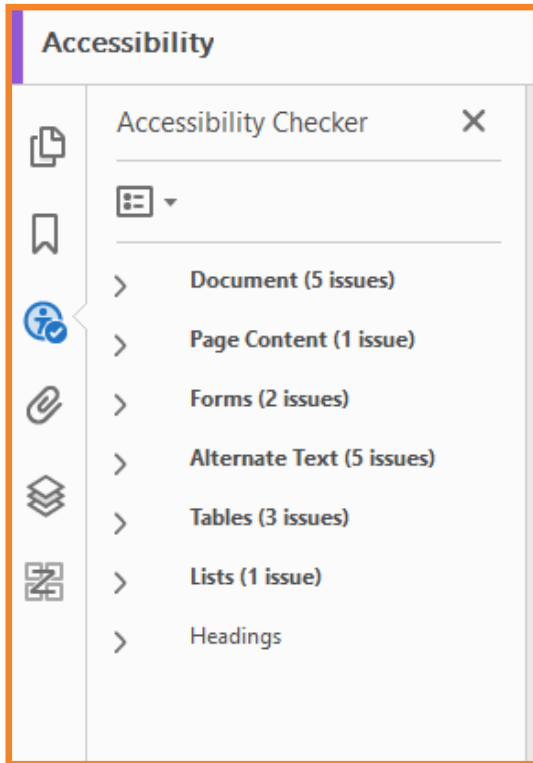 Accessibility
Accessibility Checker
Document (5 issues)
Page Content (1 issue)
Forms (2 issues)
Alternate Text (5 issues)
Tables (3 issues)
Lists (1 issue)
Headings